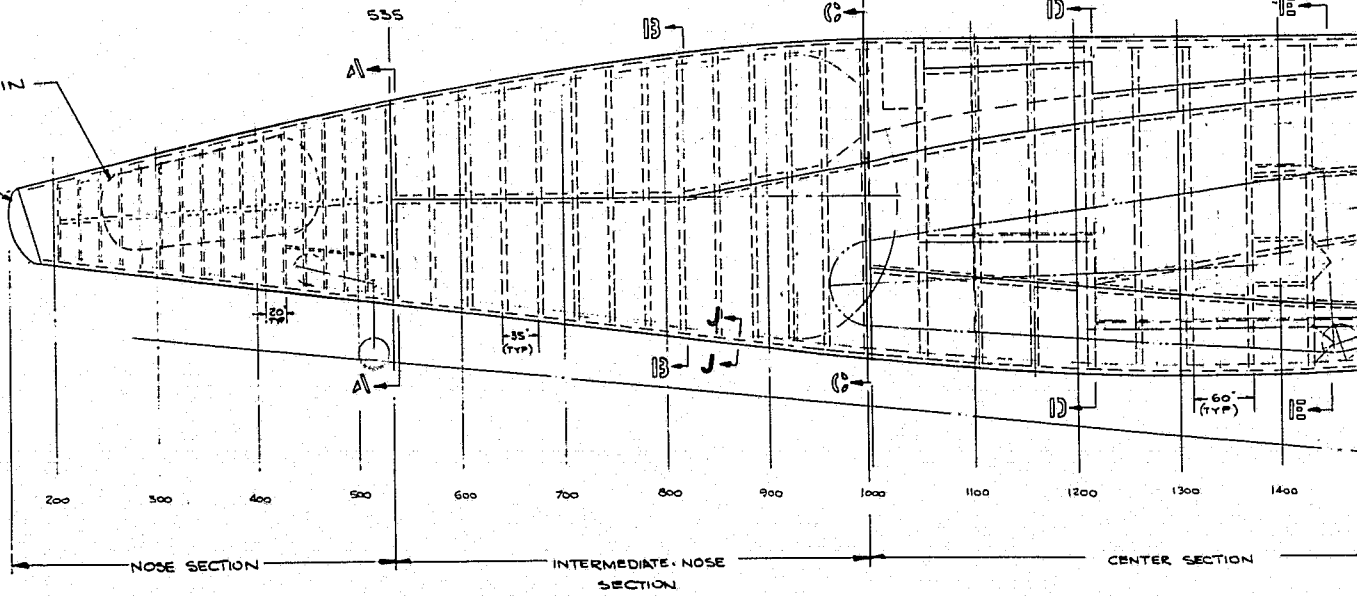 535
B
C
D
E
A
IN
20"
TYP
35"
(TYP)
J
B
J
A
C
D
60"
(TYP)
E
200 300 400 500 600 700 800 900 1000 1100 1200 1300 1400
NOSE SECTION
INTERMEDIATE NOSE
SECTION
CENTER SECTION